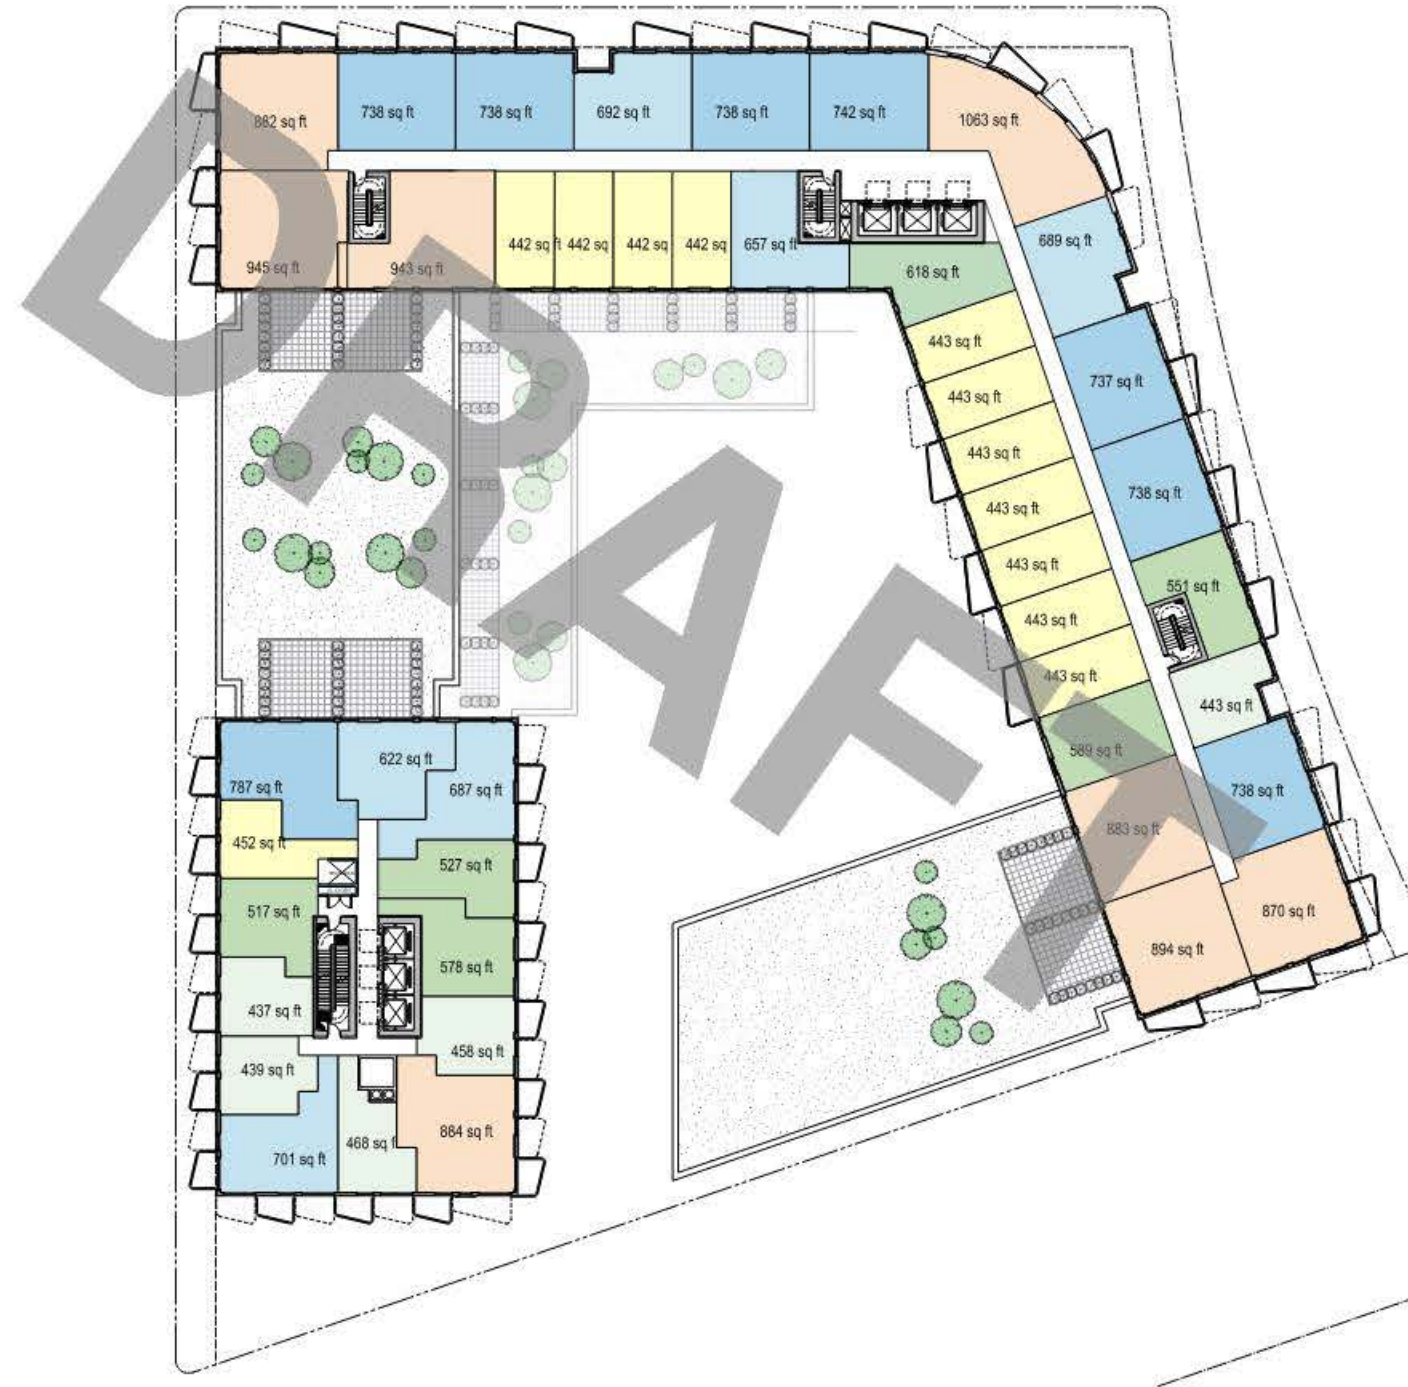 DRAFT
882 sq ft
738 sq ft
738 sq ft
692 sq ft
738 sq ft
742 sq ft
1063 sq ft
945 sq ft
943 sq ft
442 sq ft
442 sq
442 sq
442 sq
657 sq ft
618 sq ft
689 sq ft
443 sq ft
443 sq ft
443 sq ft
443 sq ft
443 sq ft
443 sq ft
443 sq ft
737 sq ft
738 sq ft
551 sq ft
443 sq ft
589 sq ft
738 sq ft
883 sq ft
870 sq ft
894 sq ft
622 sq ft
787 sq ft
687 sq ft
452 sq ft
527 sq ft
517 sq ft
578 sq ft
437 sq ft
458 sq ft
439 sq ft
468 sq f
884 sq ft
701 sq ft